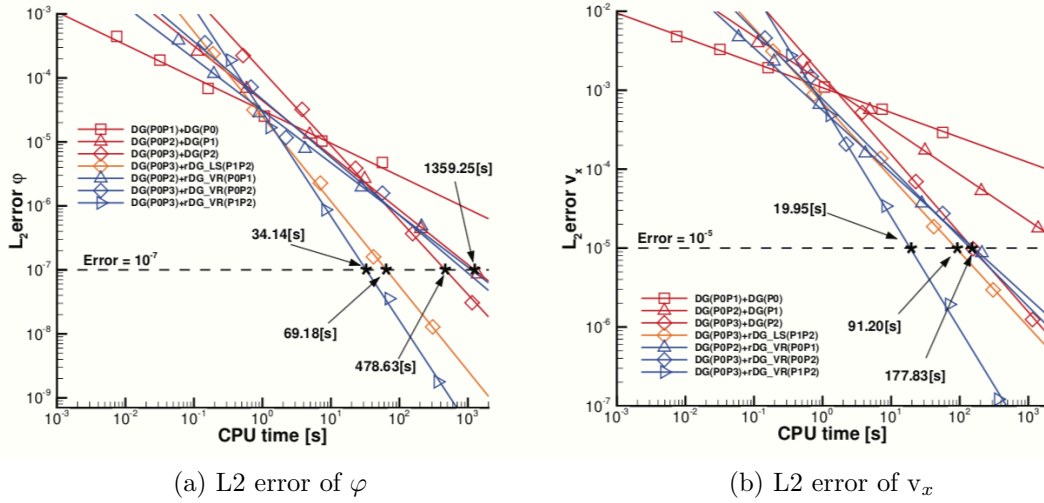 10⁻³
10⁻⁴
10⁻⁵
10⁻⁶
10⁻⁷
10⁻⁸
10⁻⁹
L₂error φ
DG(P0P1)+DG(P0)
DG(P0P2)+DG(P1)
DG(P0P3)+DG(P2)
DG(P0P3)+rDG_LS(P1P2)
DG(P0P2)+rDG_VR(P0P1)
DG(P0P3)+rDG_VR(P0P2)
DG(P0P3)+rDG_VR(P1P2)
1359.25[s]
34.14[s]
Error = 10⁻⁷
69.18[s]
478.63[s]
10⁻³ 10⁻² 10⁻¹ 10⁰ 10¹ 10² 10³
CPU time [s]
(a) L2 error of φ
10⁻²
10⁻³
10⁻⁴
10⁻⁵
10⁻⁶
10⁻⁷
L₂error vₓ
19.95[s]
Error = 10⁻⁵
DG(P0P1)+DG(P0)
DG(P0P2)+DG(P1)
DG(P0P3)+DG(P2)
DG(P0P3)+rDG_LS(P1P2)
DG(P0P2)+rDG_VR(P0P1)
DG(P0P3)+rDG_VR(P0P2)
DG(P0P3)+rDG_VR(P1P2)
91.20[s]
177.83[s]
10⁻³ 10⁻² 10⁻¹ 10⁰ 10¹ 10² 10³
CPU time [s]
(b) L2 error of vₓ